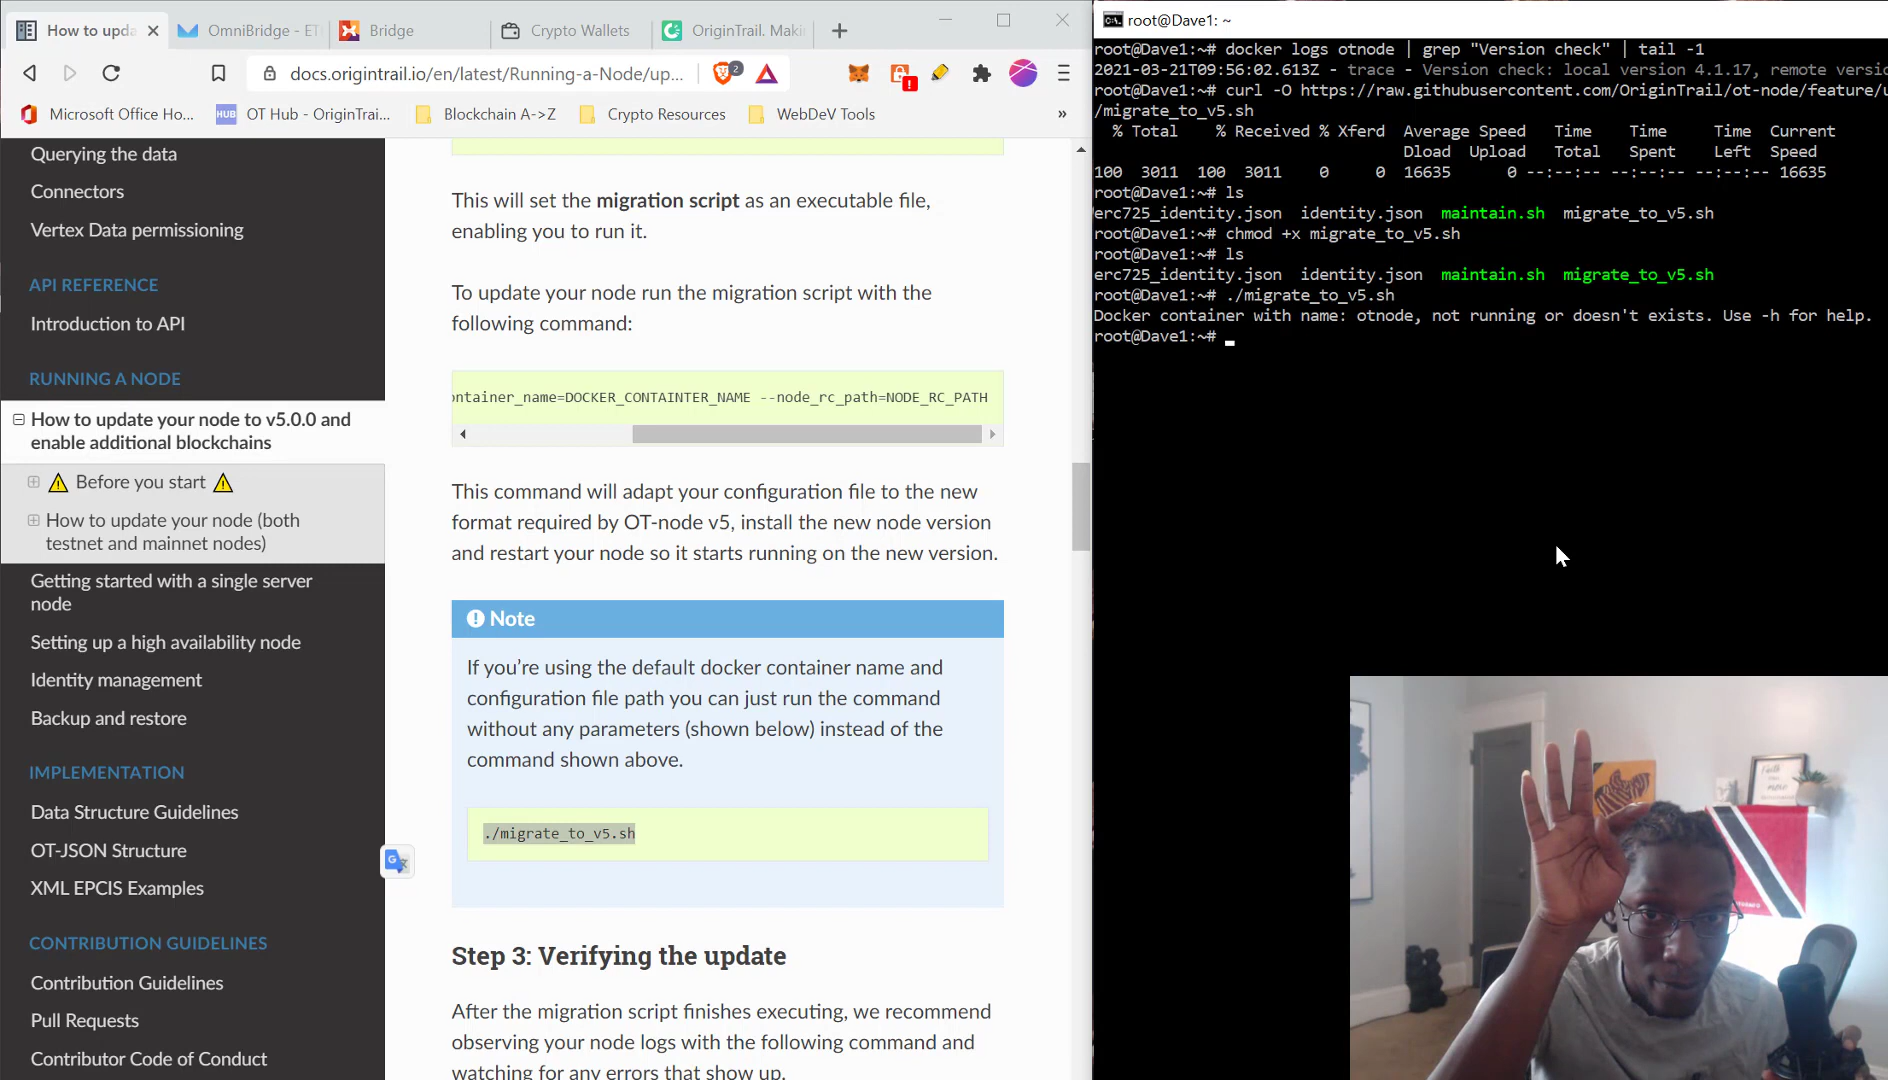 How to upda
OmniBridge - ET
Bridge
Crypto Wallets
OriginTrail. Maki
docs.origintrail.io/en/latest/Running-a-Node/up...
2
Microsoft Office Ho...
HUB
OT Hub - OriginTrai...
Blockchain A->Z
Crypto Resources
WebDEV Tools
»
Querying the data
Connectors
Vertex Data permissioning
API REFERENCE
Introduction to API
RUNNING A NODE
How to update your node to v5.0.0 and
enable additional blockchains
Before you start
How to update your node (both
testnet and mainnet nodes)
Getting started with a single server
node
Setting up a high availability node
Identity management
Backup and restore
IMPLEMENTATION
Data Structure Guidelines
OT-JSON Structure
XML EPCIS Examples
CONTRIBUTION GUIDELINES
Contribution Guidelines
Pull Requests
Contributor Code of Conduct
This will set the migration script as an executable file,
enabling you to run it.
To update your node run the migration script with the
following command:
ontainer_name=DOCKER_CONTAINTER_NAME --node_rc_path=NODE_RC_PATH
This command will adapt your configuration file to the new
format required by OT-node v5, install the new node version
and restart your node so it starts running on the new version.
Note
If you’re using the default docker container name and
configuration file path you can just run the command
without any parameters (shown below) instead of the
command shown above.
./migrate_to_v5.sh
Step 3: Verifying the update
After the migration script finishes executing, we recommend
observing your node logs with the following command and
watching for any errors that show up.
root@Dave1: ~
root@Dave1:~# docker logs otnode | grep "Version check" | tail -1
2021-03-21T09:56:02.613Z - trace - Version check: local version 4.1.17, remote versio
root@Dave1:~# curl -O https://raw.githubusercontent.com/OriginTrail/ot-node/feature/u
/migrate_to_v5.sh
% Total % Received % Xferd Average Speed Time Time Time Current
Dload Upload Total Spent Left Speed
100 3011 100 3011 0 0 16635 0 --:--:-- --:--:-- --:--:-- 16635
root@Dave1:~# ls
erc725_identity.json identity.json maintain.sh migrate_to_v5.sh
root@Dave1:~# chmod +x migrate_to_v5.sh
root@Dave1:~# ls
erc725_identity.json identity.json maintain.sh migrate_to_v5.sh
root@Dave1:~# ./migrate_to_v5.sh
Docker container with name: otnode, not running or doesn't exists. Use -h for help.
root@Dave1:~#